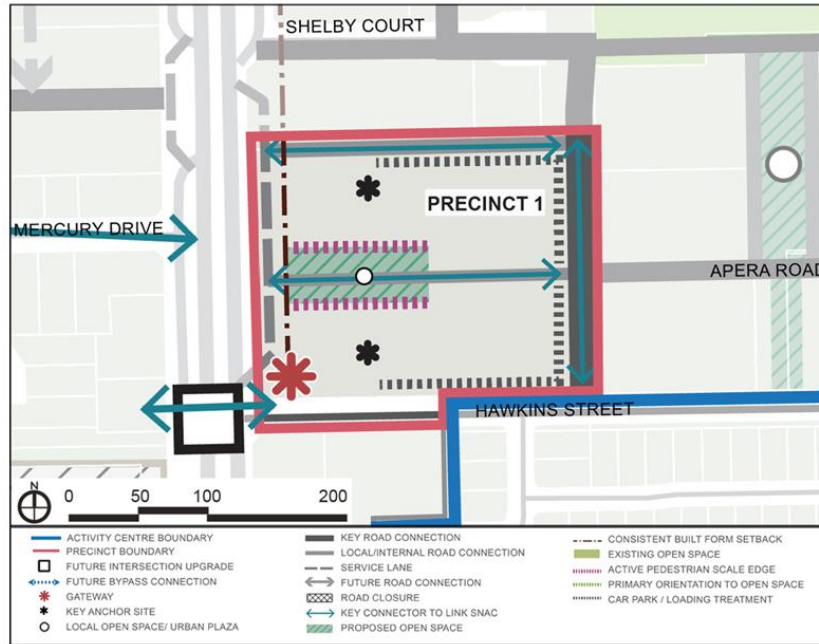 SHELBY COURT
PRECINCT 1
MERCURY DRIVE
APERA ROAD
HAWKINS STREET
N
0 50 100 200
ACTIVITY CENTRE BOUNDARY
PRECINCT BOUNDARY
FUTURE INTERSECTION UPGRADE
FUTURE BYPASS CONNECTION
GATEWAY
KEY ANCHOR SITE
LOCAL OPEN SPACE/ URBAN PLAZA
KEY ROAD CONNECTION
LOCAL/INTERNAL ROAD CONNECTION
SERVICE LANE
FUTURE ROAD CONNECTION
ROAD CLOSURE
KEY CONNECTOR TO LINK SNAC
PROPOSED OPEN SPACE
CONSISTENT BUILT FORM SETBACK
EXISTING OPEN SPACE
ACTIVE PEDESTRIAN SCALE EDGE
PRIMARY ORIENTATION TO OPEN SPACE
CAR PARK / LOADING TREATMENT